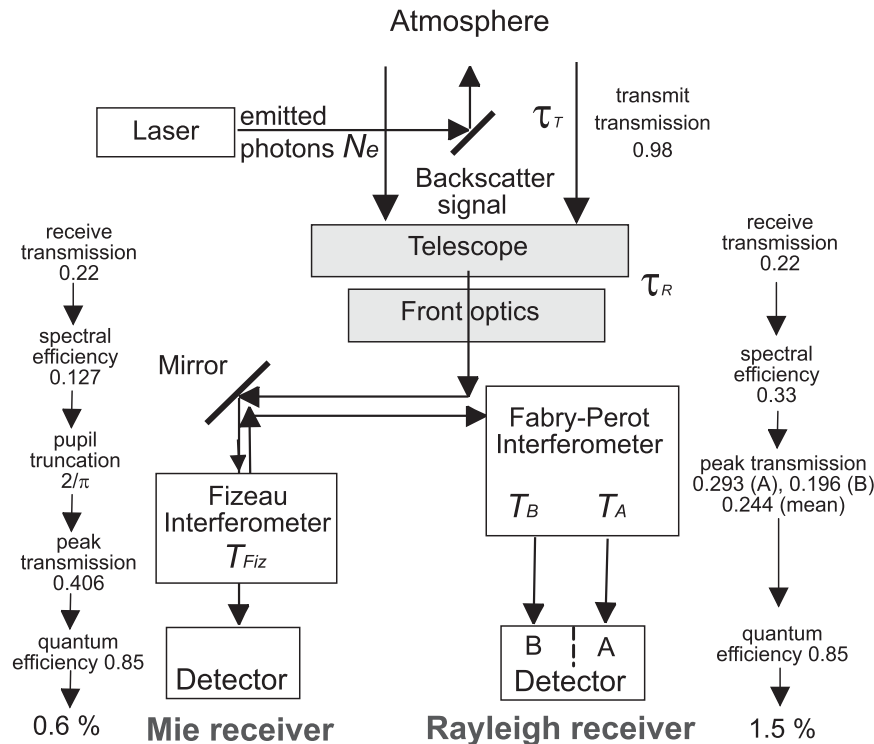 Atmosphere
Laser
emitted
photons Ne
τT
transmit
transmission
0.98
Backscatter
signal
Telescope
τR
Front optics
receive
transmission
0.22
spectral
efficiency
0.127
pupil
truncation
2/π
peak
transmission
0.406
quantum
efficiency 0.85
0.6 %
Mirror
Fizeau
Interferometer
TFiz
Detector
Mie receiver
Fabry-Perot
Interferometer
TB TA
B A
Detector
Rayleigh receiver
receive
transmission
0.22
spectral
efficiency
0.33
peak transmission
0.293 (A), 0.196 (B)
0.244 (mean)
quantum
efficiency 0.85
1.5 %